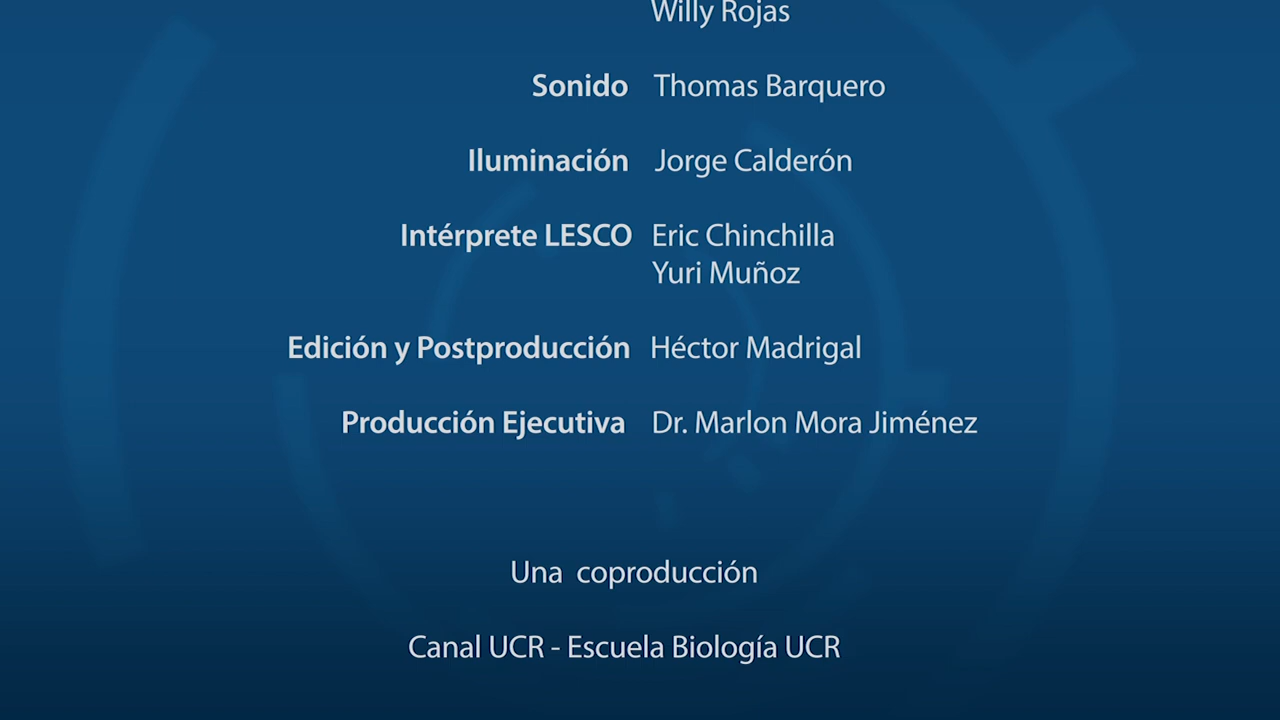 Willy Rojas
Sonido Thomas Barquero
Iluminación Jorge Calderón
Intérprete LESCO Eric Chinchilla
Yuri Muñoz
Edición y Postproducción Héctor Madrigal
Producción Ejecutiva Dr. Marlon Mora Jiménez
Una coproducción
Canal UCR - Escuela Biología UCR